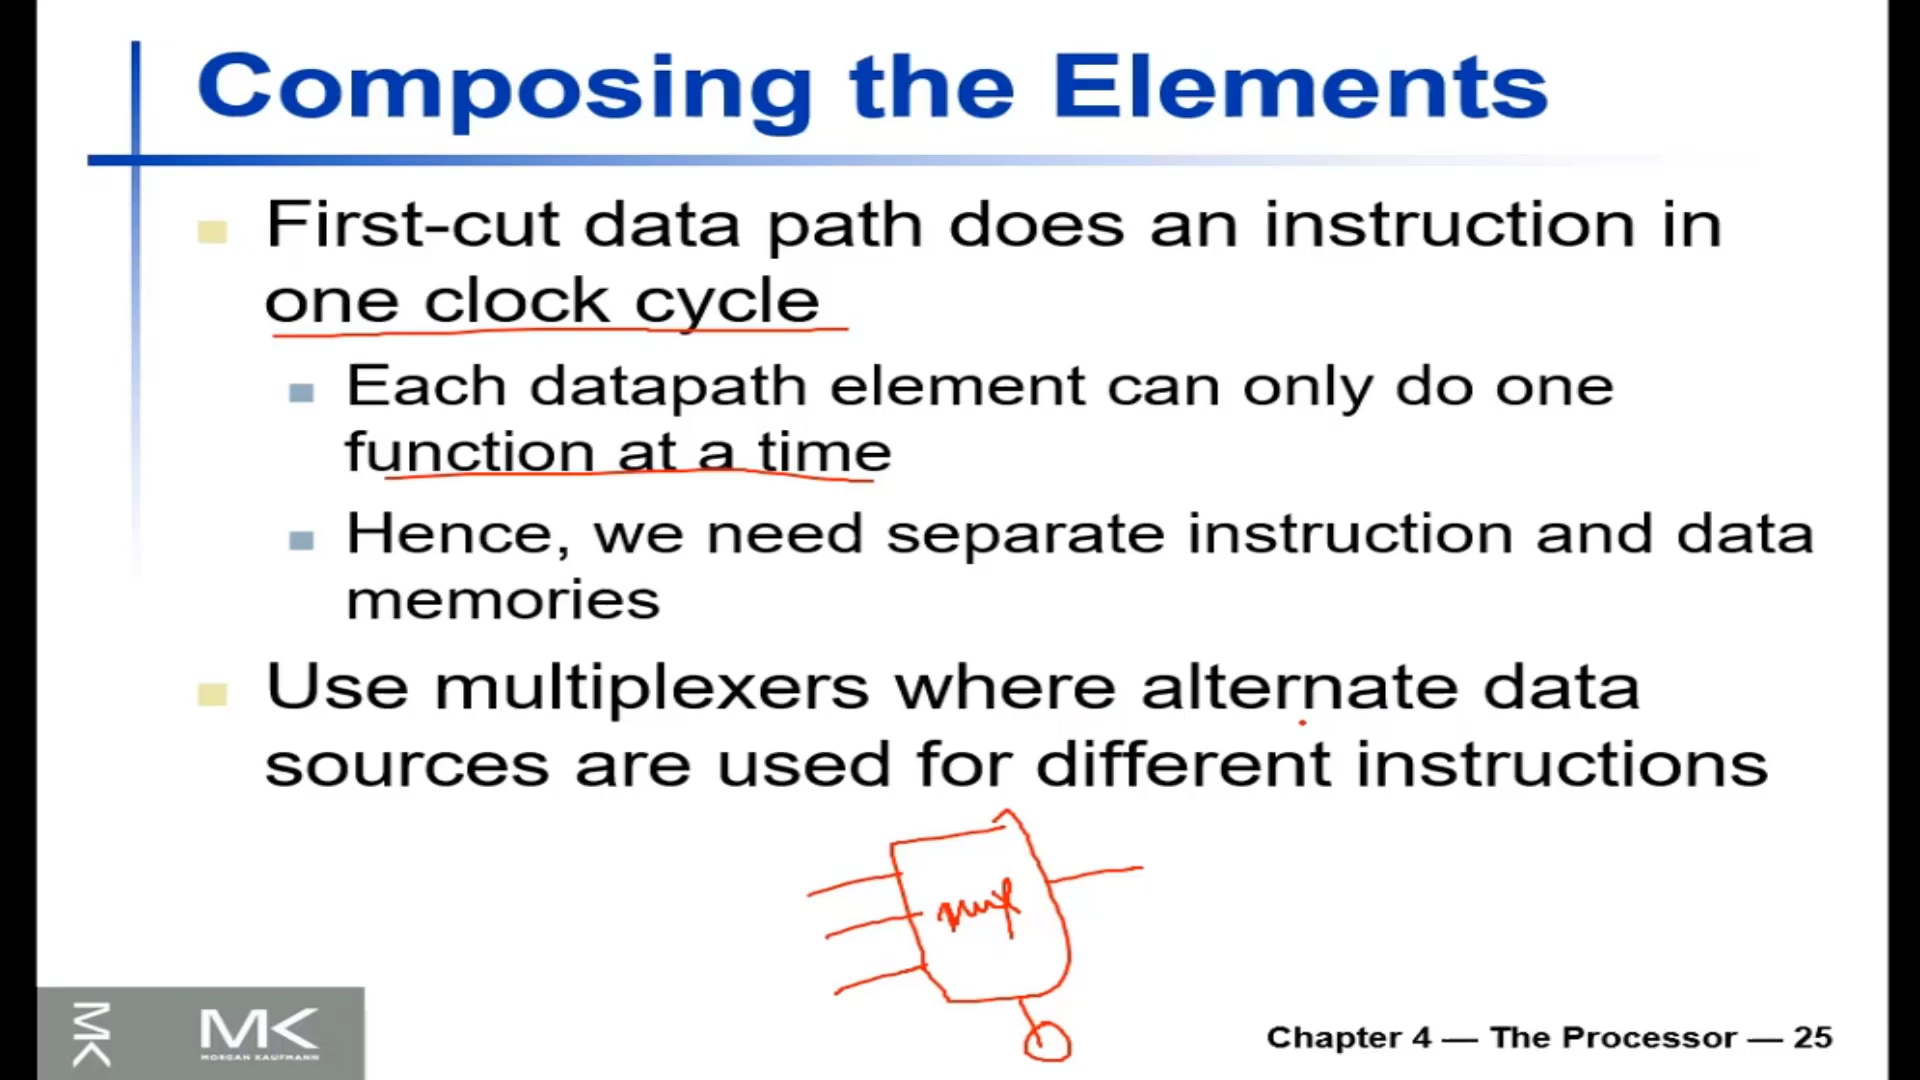 Composing the Elements
First-cut data path does an instruction in
one clock cycle
Each datapath element can only do one
function at a time
Hence, we need separate instruction and data
memories
Use multiplexers where alternate data
sources are used for different instructions
mux
MK
MK
MORGAN KAUFMANN
Chapter 4 — The Processor — 25